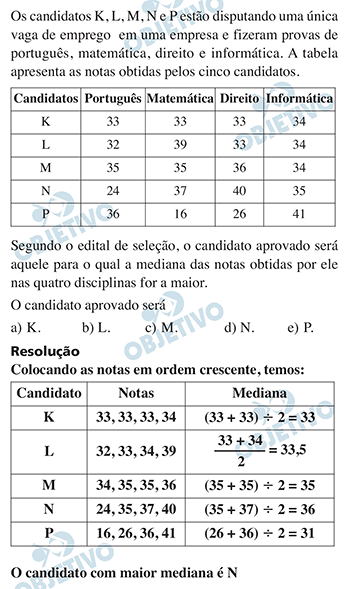 Os candidatos K, L, M, N e P estão disputando uma única
vaga de emprego em uma empresa e fizeram provas de
português, matemática, direito e informática. A tabela
apresenta as notas obtidas pelos cinco candidatos.
Candidatos Português Matemática Direito Informática
K 33 33 33 34
L 32 39 33 34
M 35 35 36 34
N 24 37 40 35
P 36 16 26 41
Segundo o edital de seleção, o candidato aprovado será
aquele para o qual a mediana das notas obtidas por ele
nas quatro disciplinas for a maior.
O candidato aprovado será
a) K. b) L. c) M. d) N. e) P.
Resolução
Colocando as notas em ordem crescente, temos:
Candidato Notas Mediana
K 33, 33, 33, 34 (33 + 33) ÷ 2 = 33
L 32, 33, 34, 39 33 + 34 / 2 = 33,5
M 34, 35, 35, 36 (35 + 35) ÷ 2 = 35
N 24, 35, 37, 40 (35 + 37) ÷ 2 = 36
P 16, 26, 36, 41 (26 + 36) ÷ 2 = 31
O candidato com maior mediana é N
OBJETIVO